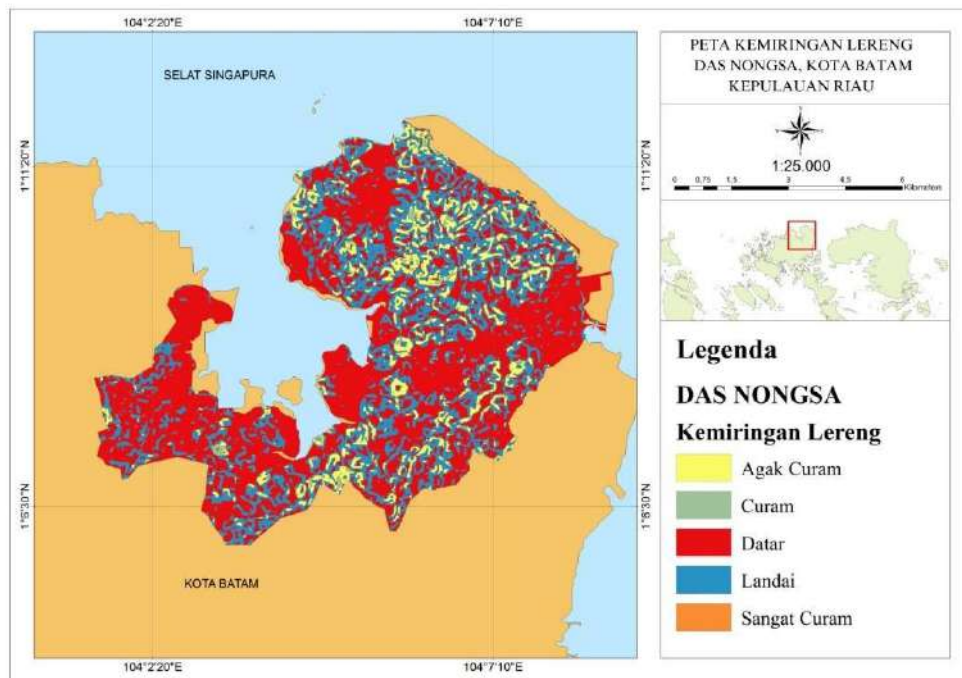 104°2'20"E 104°7'10"E
SELAT SINGAPURA
1°11'20"N 1°11'20"N
1°6'30"N 1°6'30"N
KOTA BATAM
104°2'20"E 104°7'10"E
PETA KEMIRINGAN LERENG
DAS NONGSA, KOTA BATAM
KEPULAUAN RIAU
1:25.000
0 0.75 1.5 3 4.5 6
Kilometers
Legenda
DAS NONGSA
Kemiringan Lereng
Agak Curam
Curam
Datar
Landai
Sangat Curam